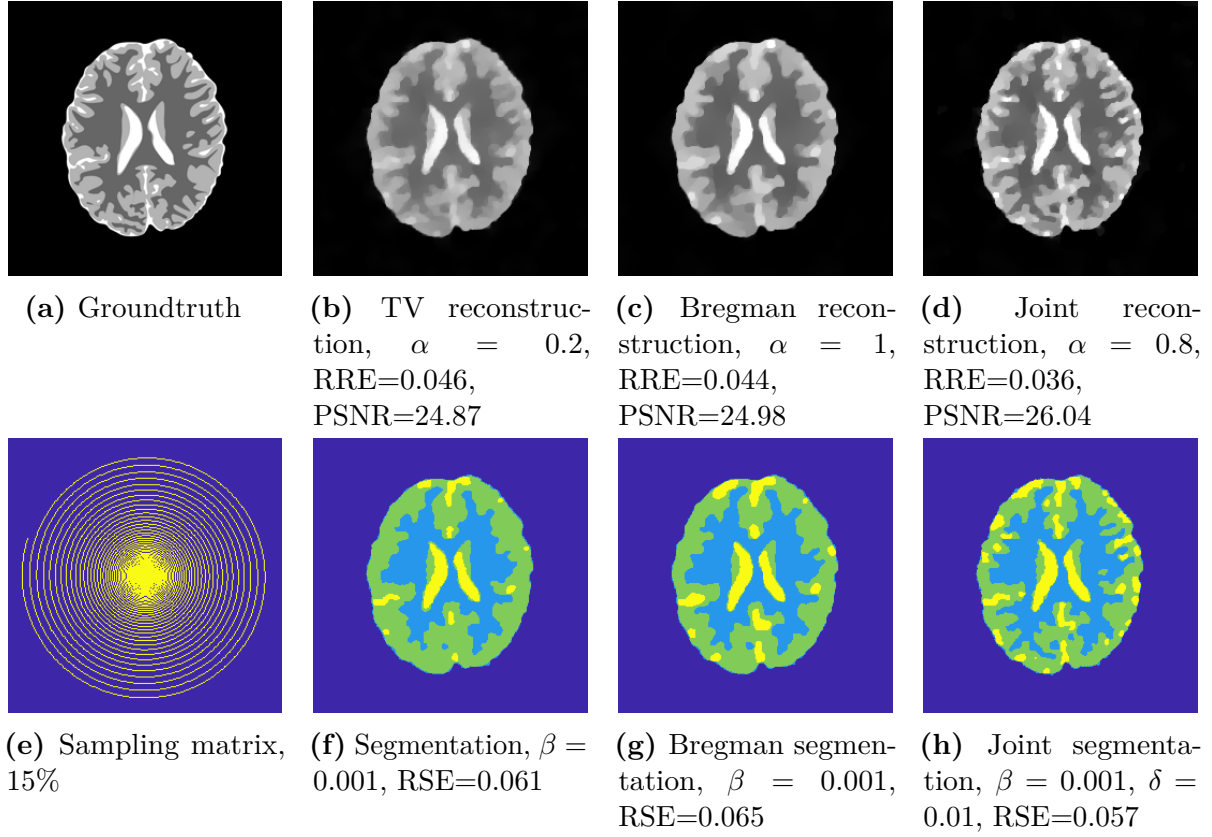 (a) Groundtruth
(b) TV reconstruc-
tion, α = 0.2,
RRE=0.046,
PSNR=24.87
(c) Bregman recon-
struction, α = 1,
RRE=0.044,
PSNR=24.98
(d) Joint recon-
struction, α = 0.8,
RRE=0.036,
PSNR=26.04
(e) Sampling matrix,
15%
(f) Segmentation, β =
0.001, RSE=0.061
(g) Bregman segmen-
tation, β = 0.001,
RSE=0.065
(h) Joint segmenta-
tion, β = 0.001, δ =
0.01, RSE=0.057